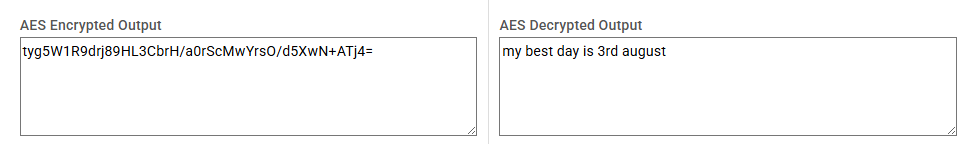 AES Encrypted Output
tyg5W1R9drj89HL3CbrH/a0rScMwYrsO/d5XwN+ATj4=
AES Decrypted Output
my best day is 3rd august